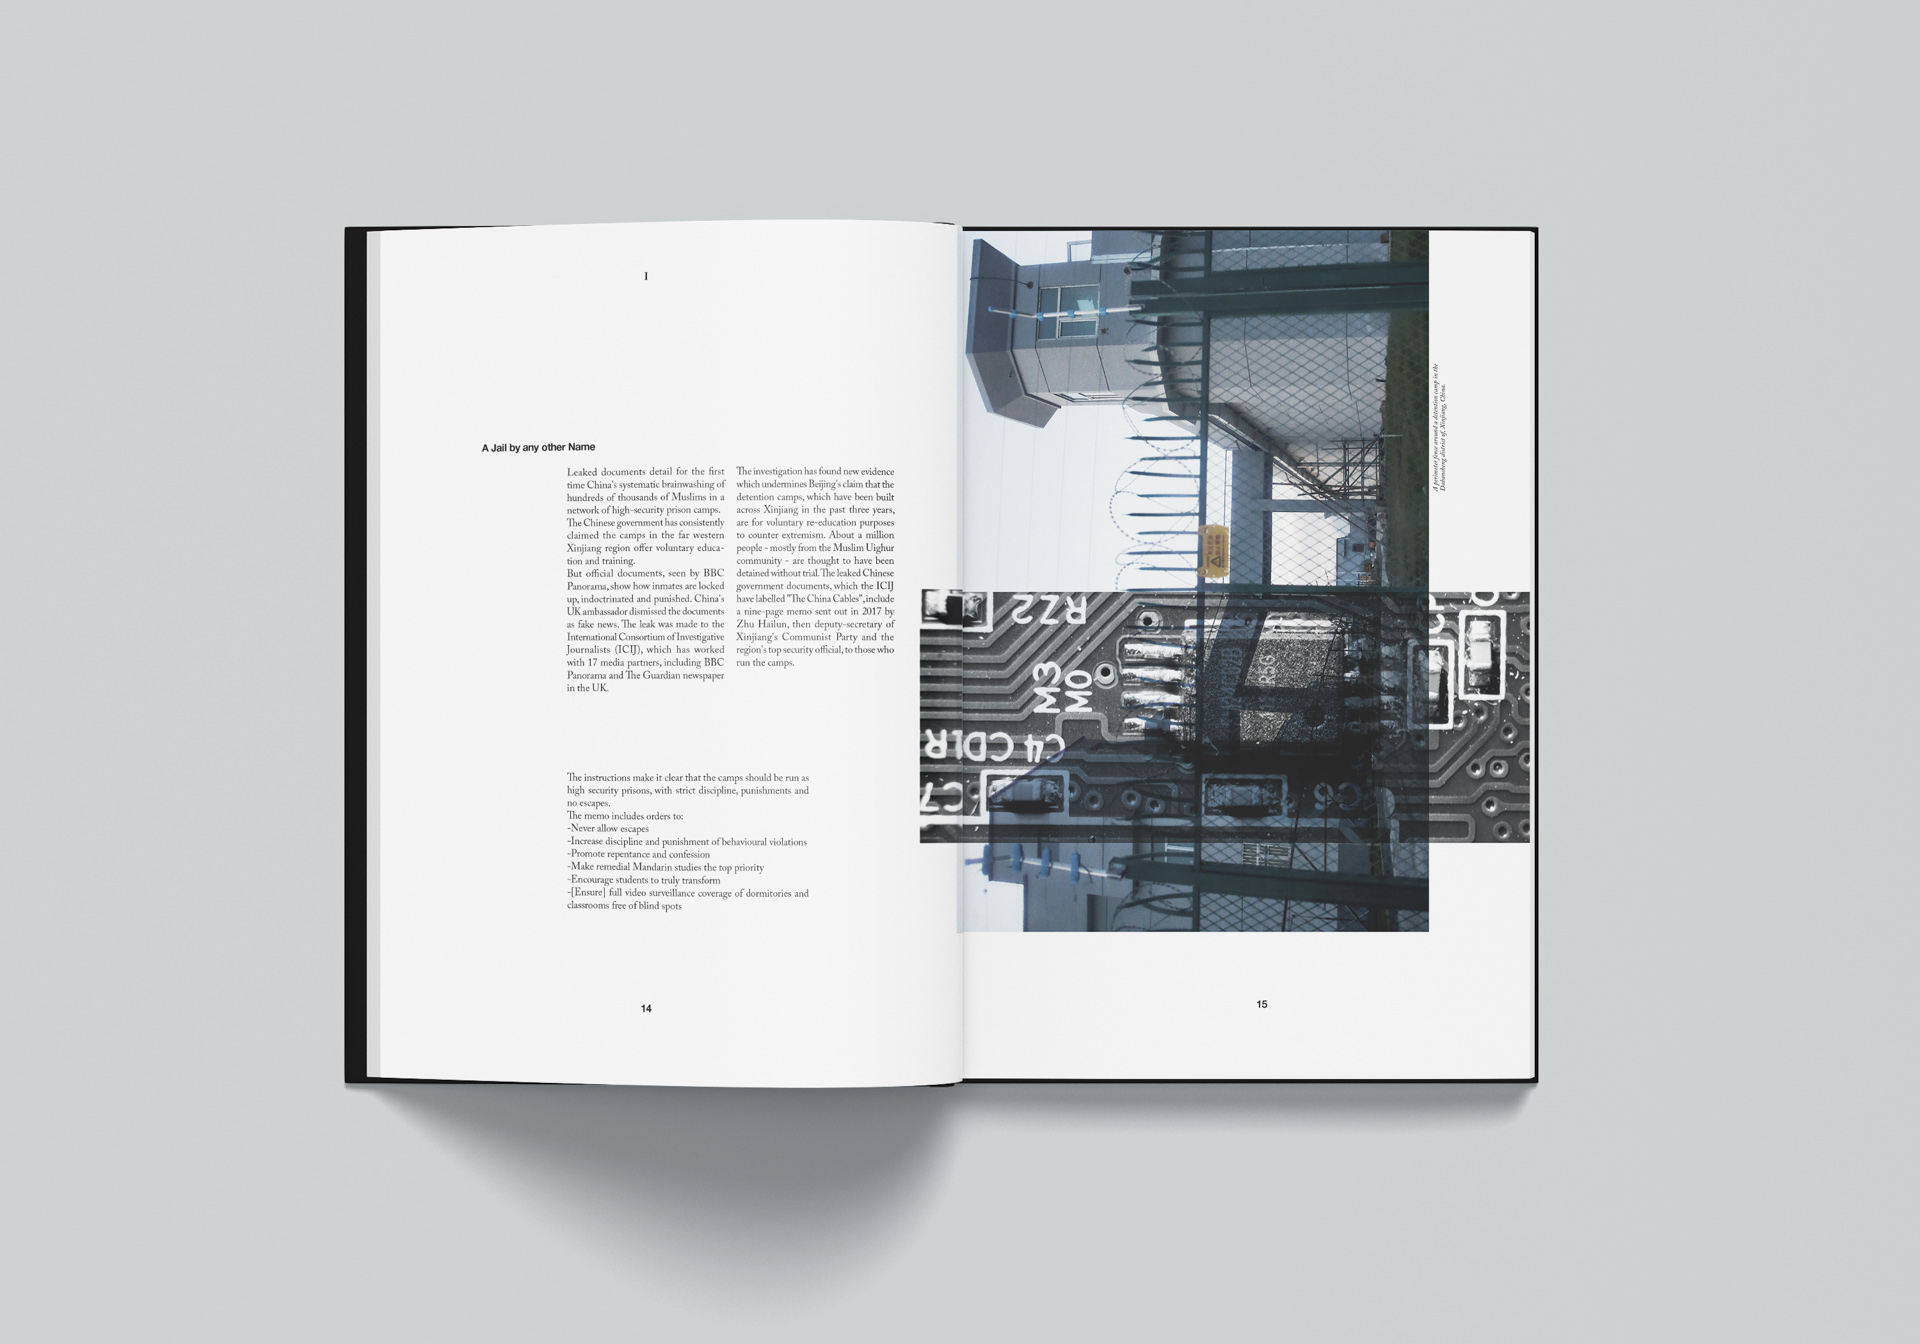 I
A Jail by any other Name
Leaked documents detail for the first
time China's systematic brainwashing of
hundreds of thousands of Muslims in a
network of high-security prison camps.
The Chinese government has consistently
claimed the camps in the far western
Xinjiang region offer voluntary educa-
tion and training.
But official documents, seen by BBC
Panorama, show how inmates are locked
up, indoctrinated and punished. China's
UK ambassador dismissed the documents
as fake news. The leak was made to the
International Consortium of Investigative
Journalists (ICIJ), which has worked
with 17 media partners, including BBC
Panorama and The Guardian newspaper
in the UK.
The investigation has found new evidence
which undermines Beijing's claim that the
detention camps, which have been built
across Xinjiang in the past three years,
are for voluntary re-education purposes
to counter extremism. About a million
people - mostly from the Muslim Uighur
community - are thought to have been
detained without trial. The leaked Chinese
government documents, which the ICIJ
have labelled "The China Cables", include
a nine-page memo sent out in 2017 by
Zhu Hailun, then deputy-secretary of
Xinjiang's Communist Party and the
region's top security official, to those who
run the camps.
The instructions make it clear that the camps should be run as
high security prisons, with strict discipline, punishments and
no escapes.
The memo includes orders to:
-Never allow escapes
-Increase discipline and punishment of behavioural violations
-Promote repentance and confession
-Make remedial Mandarin studies the top priority
-Encourage students to truly transform
-[Ensure] full video surveillance coverage of dormitories and
classrooms free of blind spots
14
A perimeter fence around a detention camp in the
Dabancheng district of, Xinjiang, China.
RZ2
M3
M0
C4 CDLR
C7
C6
15